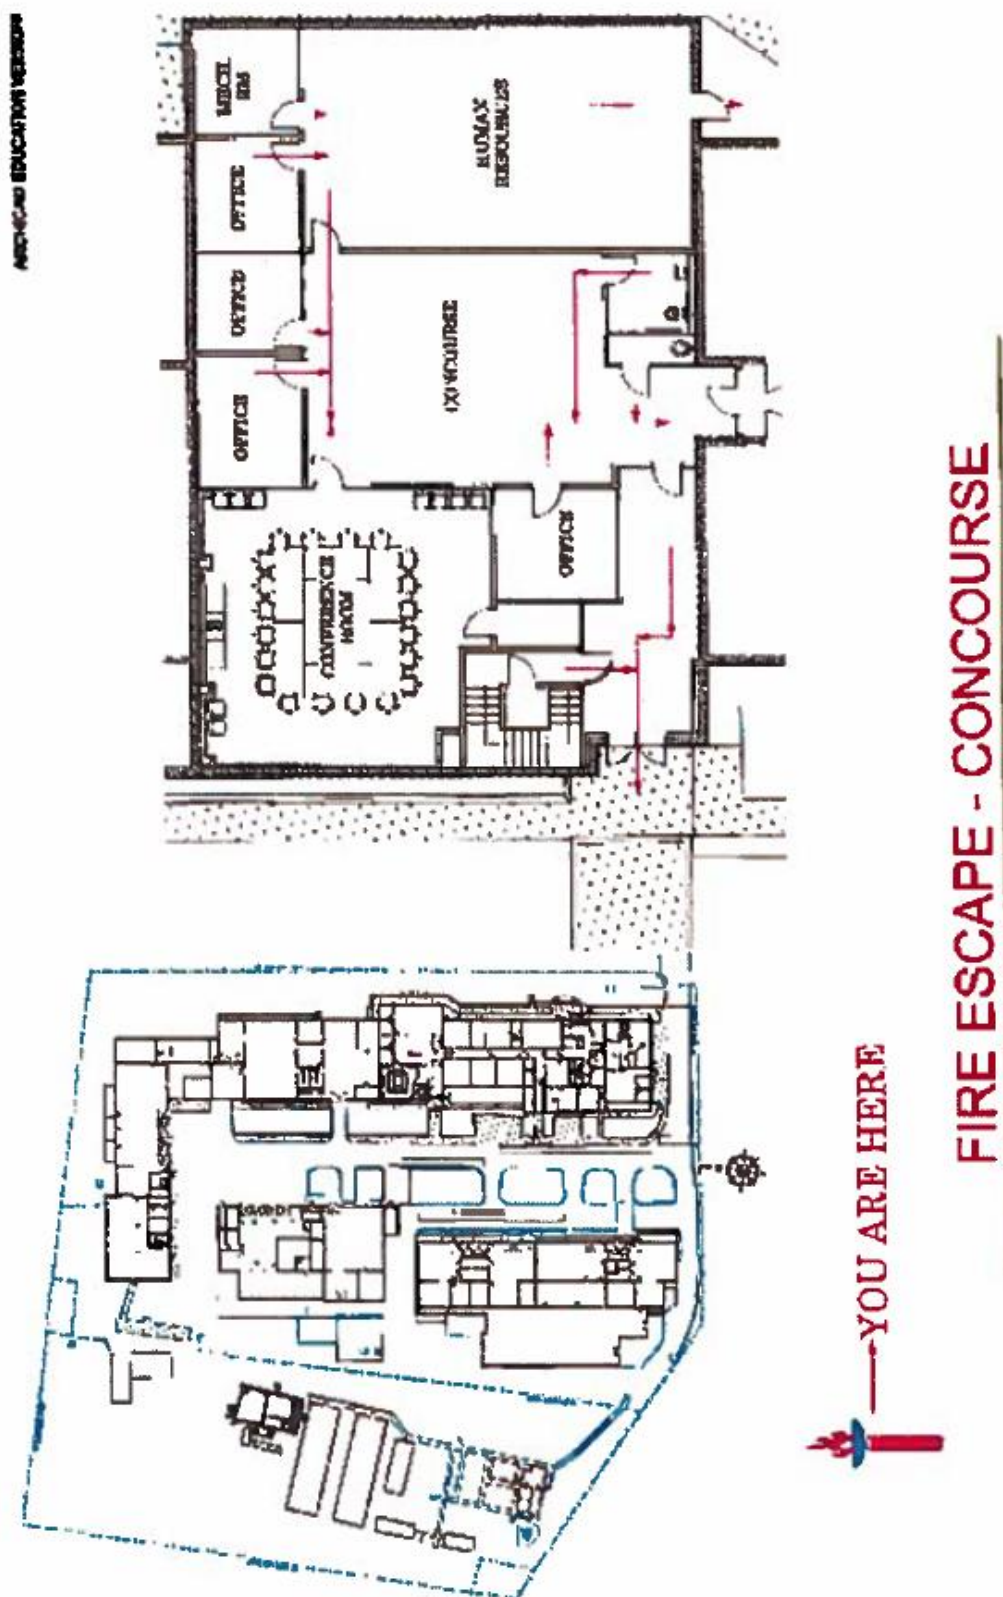 ARCHICAD EDUCATION VERSION
MECH.
RM
OFFICE
OFFICE
OFFICE
HUMAN
RESOURCES
CONCOURSE
CONFERENCE
ROOM
OFFICE
YOU ARE HERE
FIRE ESCAPE - CONCOURSE